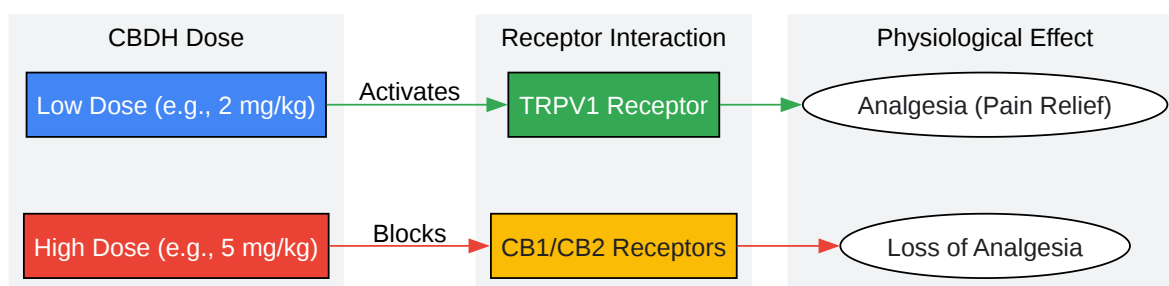 CBDH Dose
Receptor Interaction
Physiological Effect
Low Dose (e.g., 2 mg/kg)
Activates
TRPV1 Receptor
Analgesia (Pain Relief)
High Dose (e.g., 5 mg/kg)
Blocks
CB1/CB2 Receptors
Loss of Analgesia